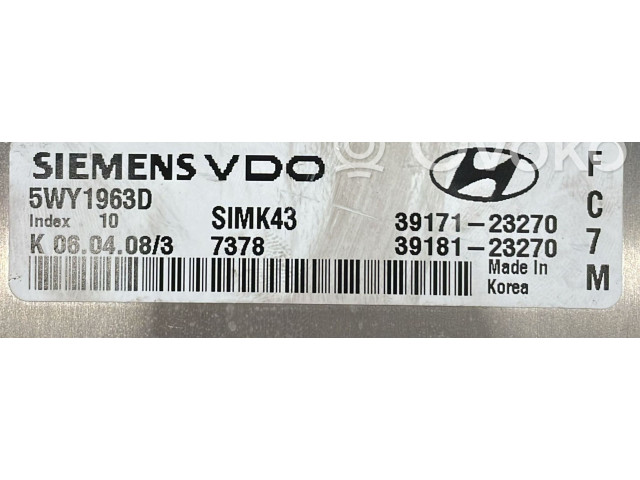 SIEMENS VDO
5WY1963D
Index 10 SIMK43 39171-23270
K 06.04.08/3 7378 39181-23270
Made In
Korea
F
C
7
M
OVOKO